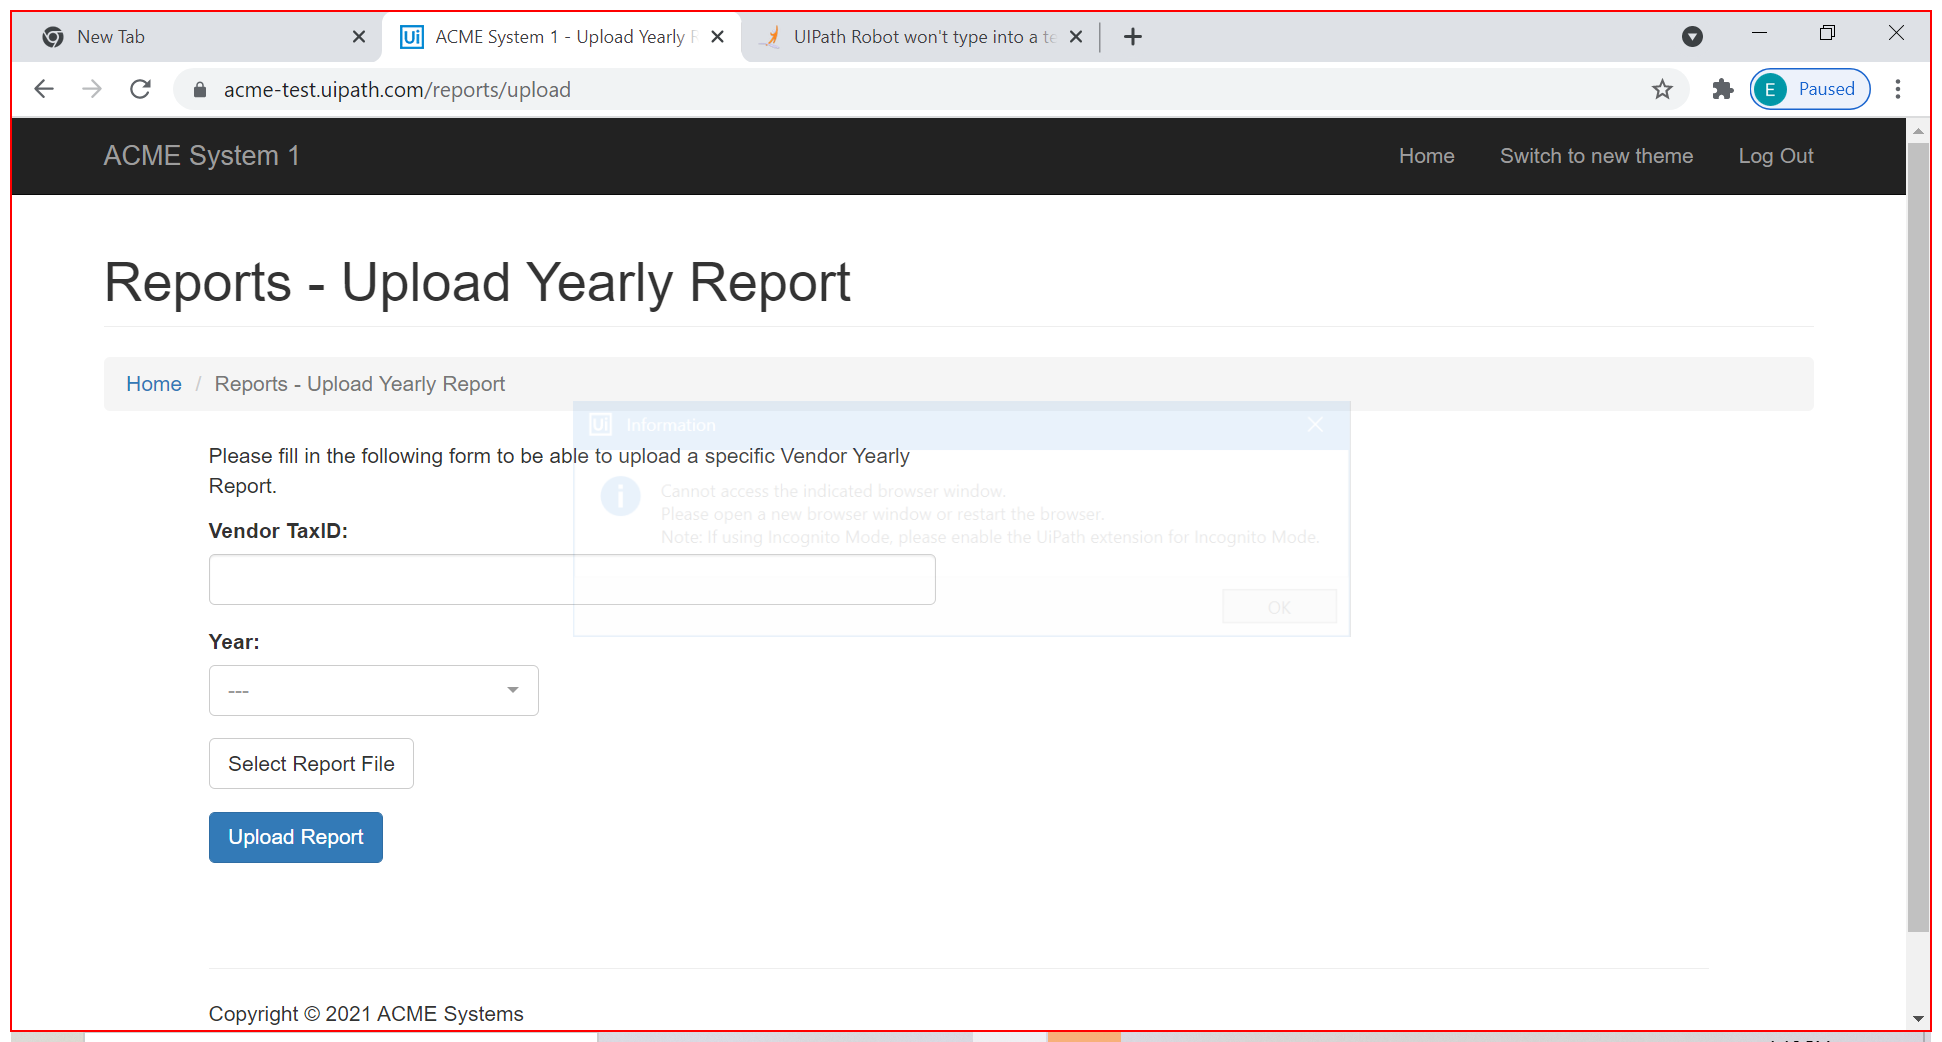 New Tab
Ui ACME System 1 - Upload Yearly R
UIPath Robot won't type into a te
acme-test.uipath.com/reports/upload
E Paused
ACME System 1
Home Switch to new theme Log Out
Reports - Upload Yearly Report
Home / Reports - Upload Yearly Report
Ui Information
Please fill in the following form to be able to upload a specific Vendor Yearly
Report.
Cannot access the indicated browser window.
Please open a new browser window or restart the browser.
Note: If using Incognito Mode, please enable the UiPath extension for Incognito Mode.
OK
Vendor TaxID:
Year:
---
Select Report File
Upload Report
Copyright © 2021 ACME Systems